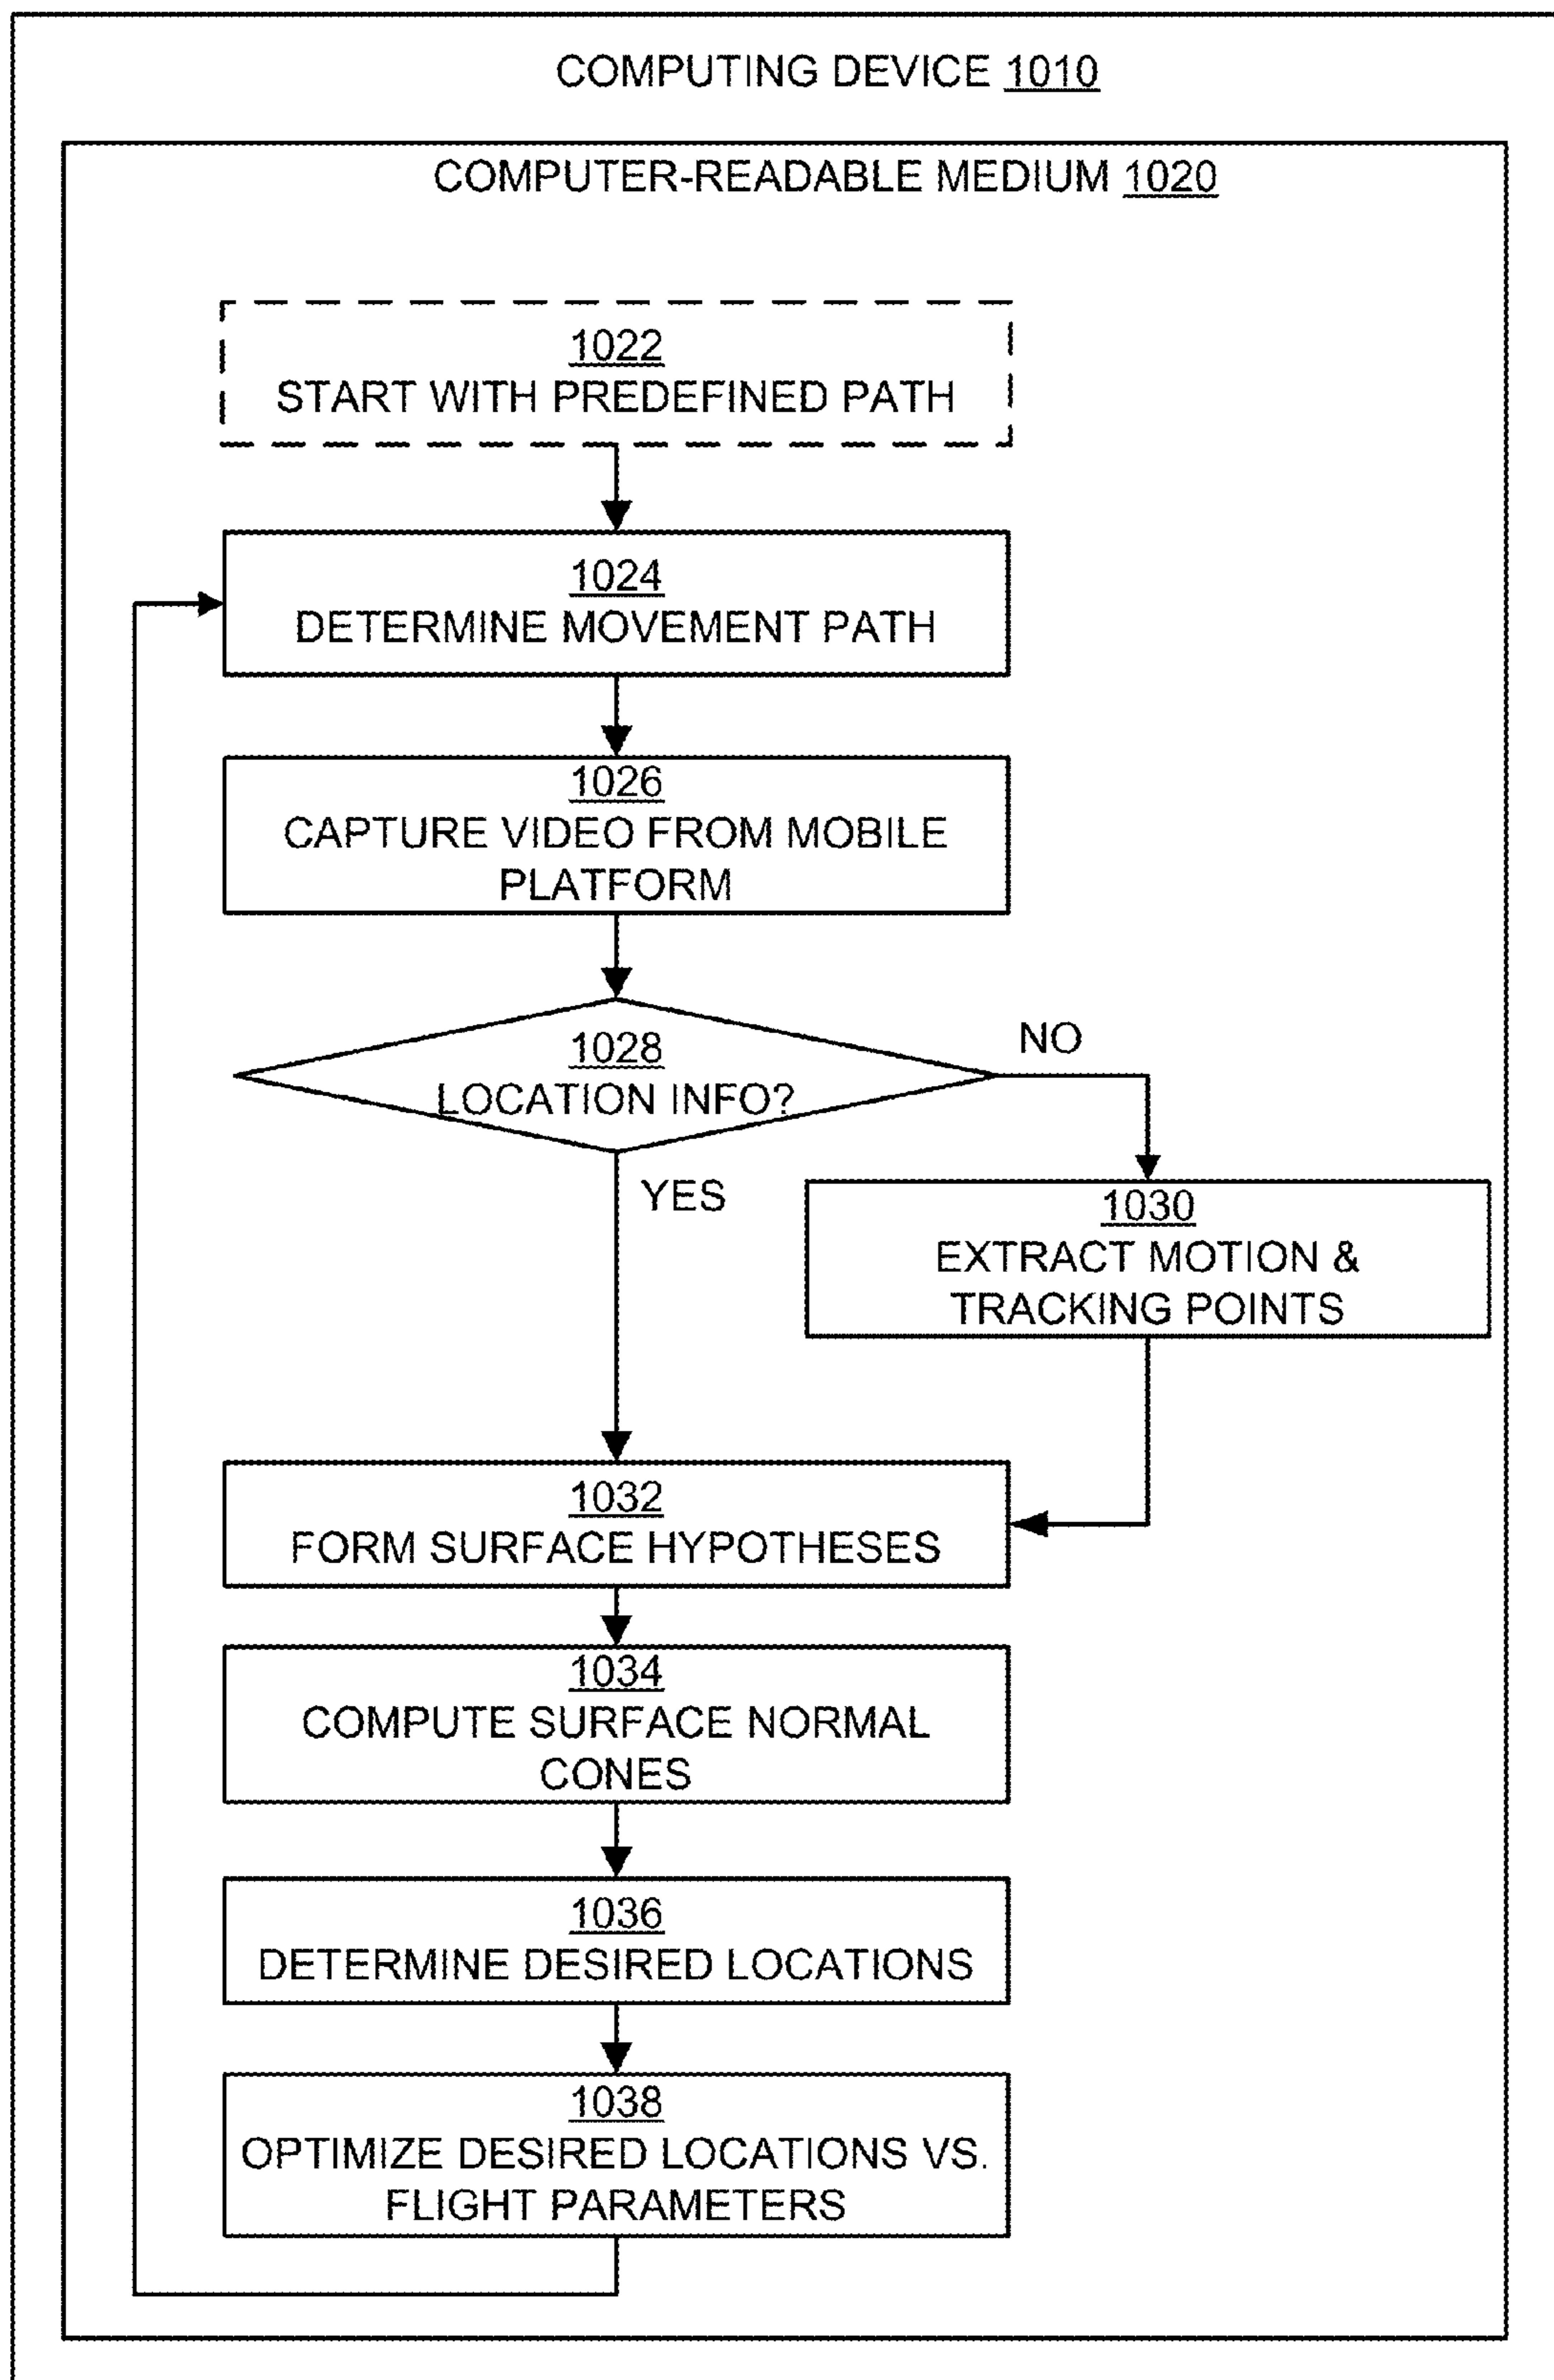 COMPUTING DEVICE 1010
COMPUTER-READABLE MEDIUM 1020
1022
START WITH PREDEFINED PATH
1024
DETERMINE MOVEMENT PATH
1026
CAPTURE VIDEO FROM MOBILE
PLATFORM
1028
LOCATION INFO?
NO
YES
1030
EXTRACT MOTION &
TRACKING POINTS
1032
FORM SURFACE HYPOTHESES
1034
COMPUTE SURFACE NORMAL
CONES
1036
DETERMINE DESIRED LOCATIONS
1038
OPTIMIZE DESIRED LOCATIONS VS.
FLIGHT PARAMETERS